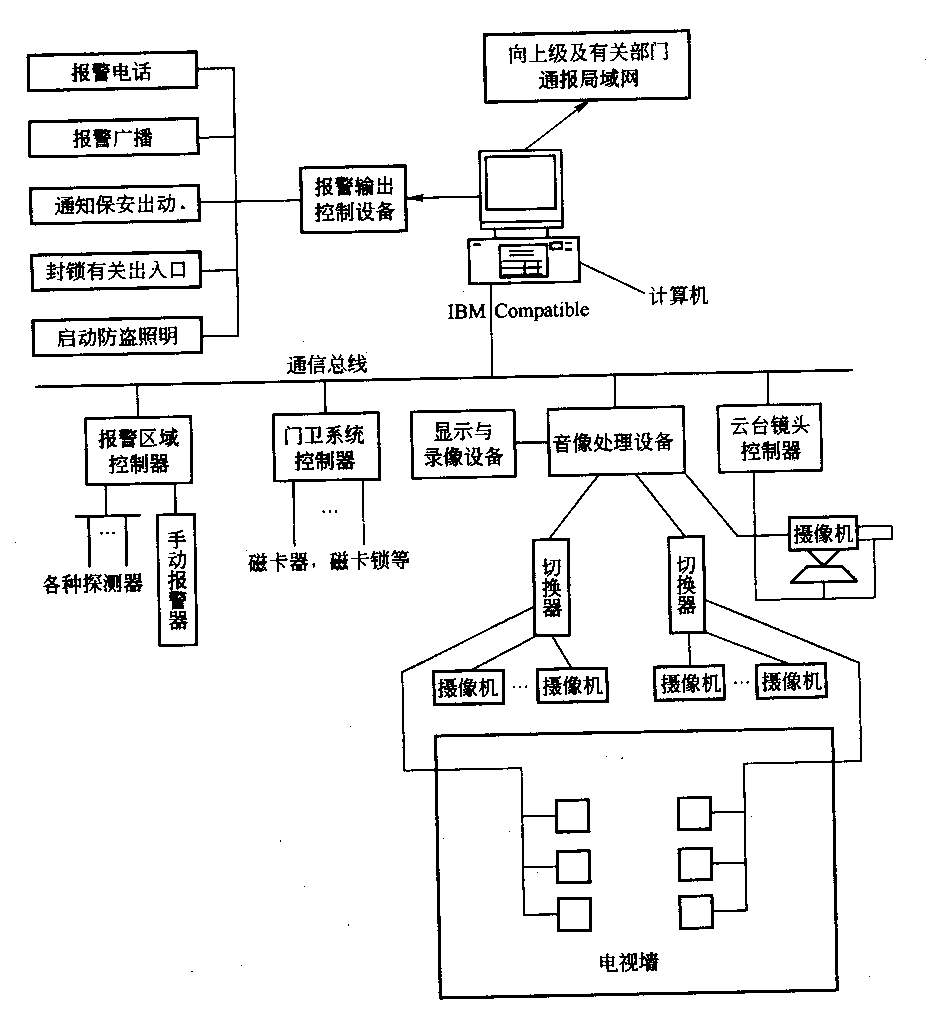 向上级及有关部门
通报局域网
报警电话
报警广播
通知保安出动.
封锁有关出入口
启动防盗照明
报警输出
控制设备
计算机
IBM Compatible
通信总线
报警区域
控制器
门卫系统
控制器
显示与
录像设备
音像处理设备
云台镜头
控制器
…
各种探测器
手动报警器
…
磁卡器，磁卡锁等
切换器
切换器
摄像机
摄像机
…
摄像机
摄像机
…
摄像机
电视墙